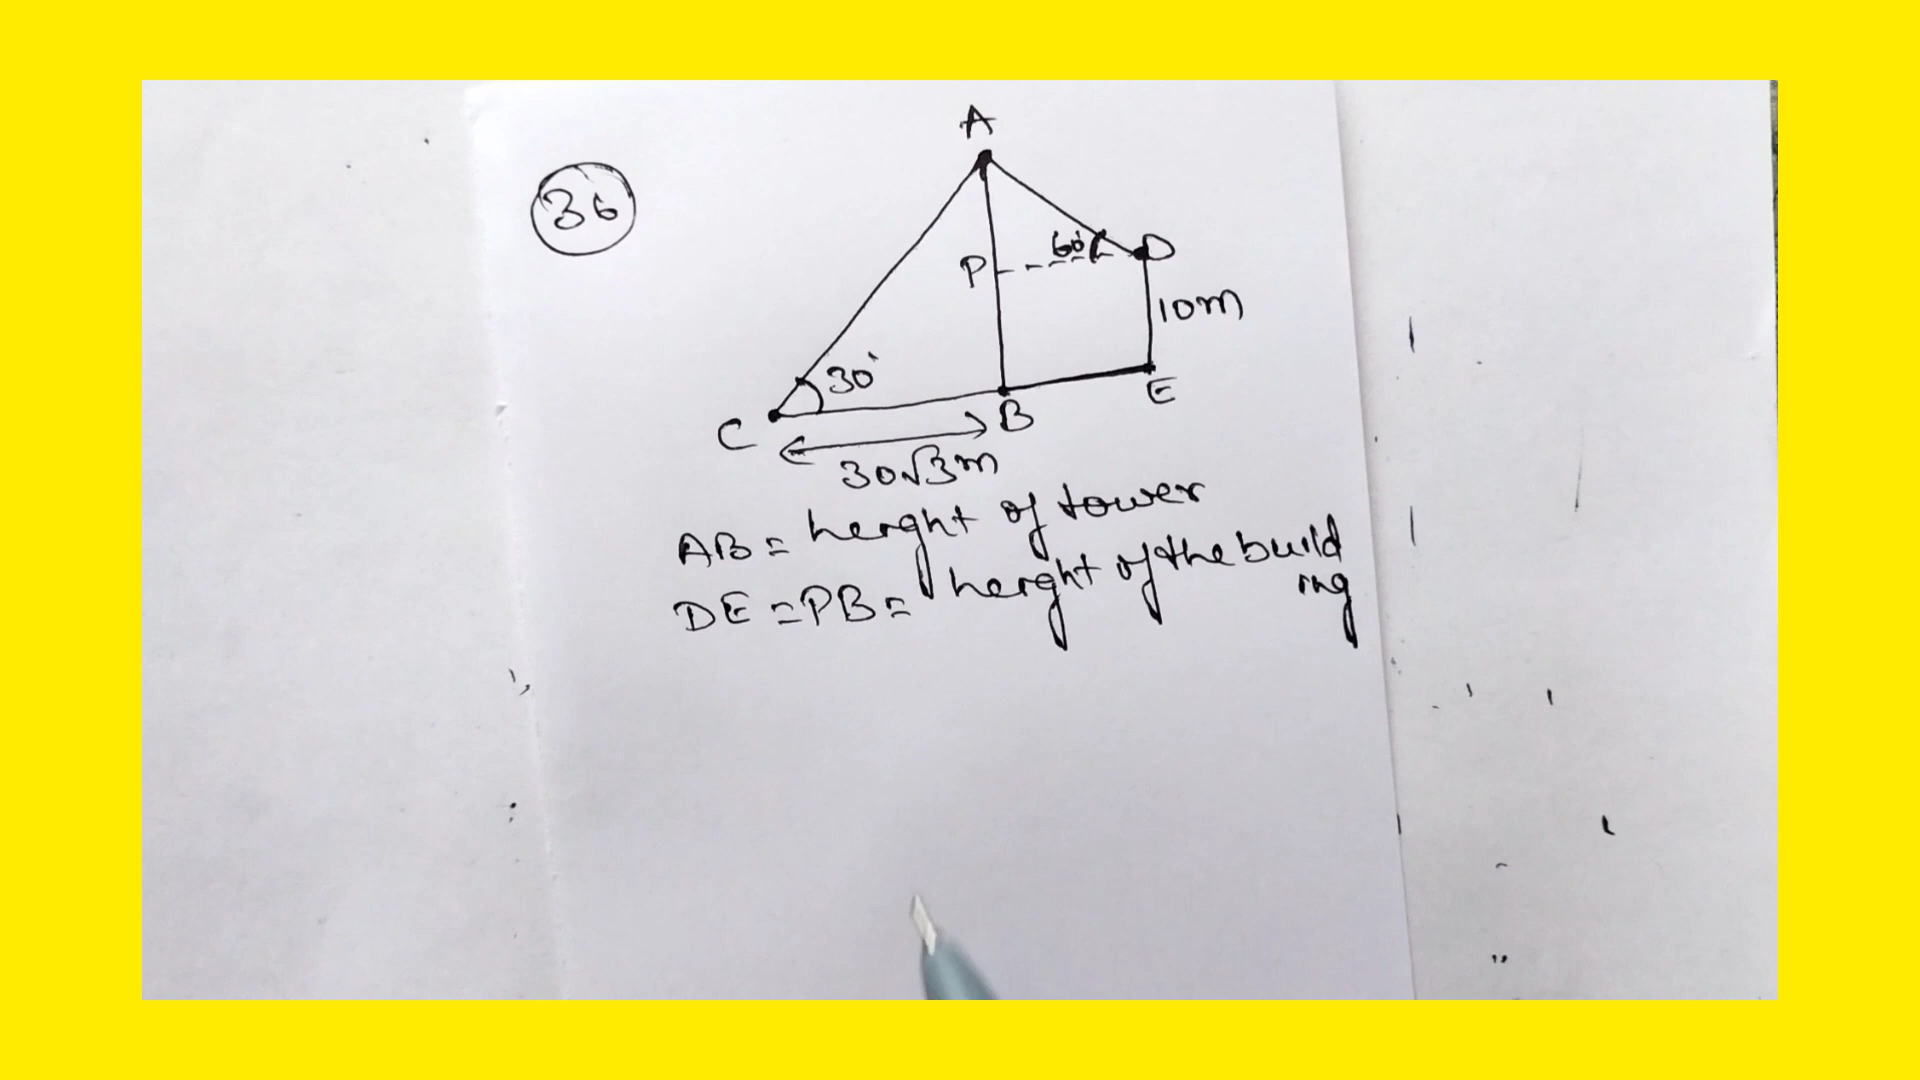 36
A
P 60° D
10m
30°
C B E
30√3m
AB = height of tower
DE = PB = height of the build
ing